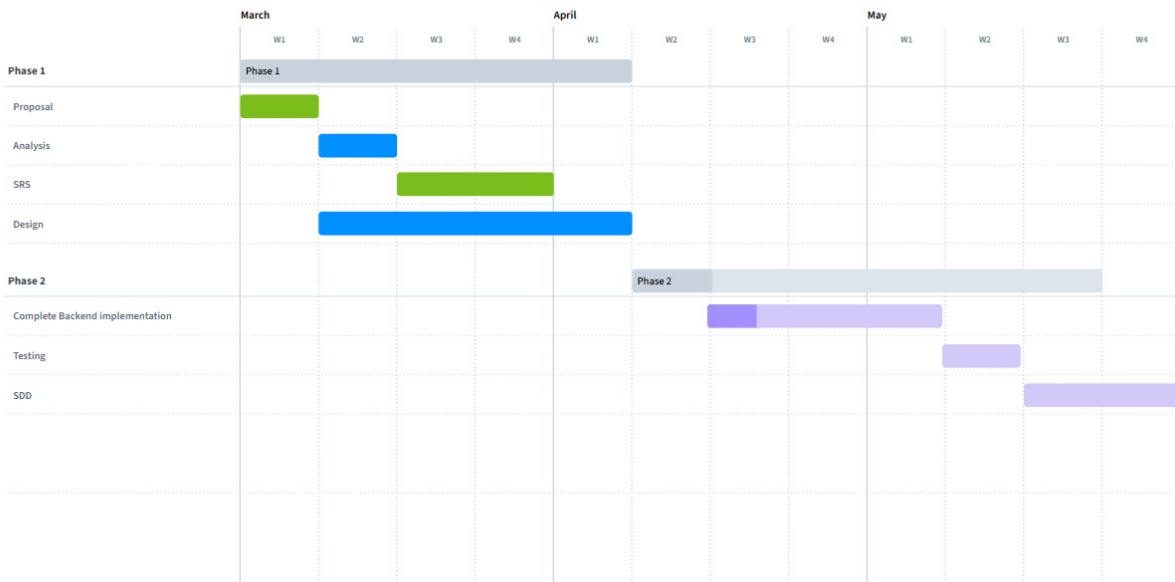 March April May
W1 W2 W3 W4 W1 W2 W3 W4 W1 W2 W3 W4
Phase 1 Phase 1
Proposal
Analysis
SRS
Design
Phase 2 Phase 2
Complete Backend implementation
Testing
SDD